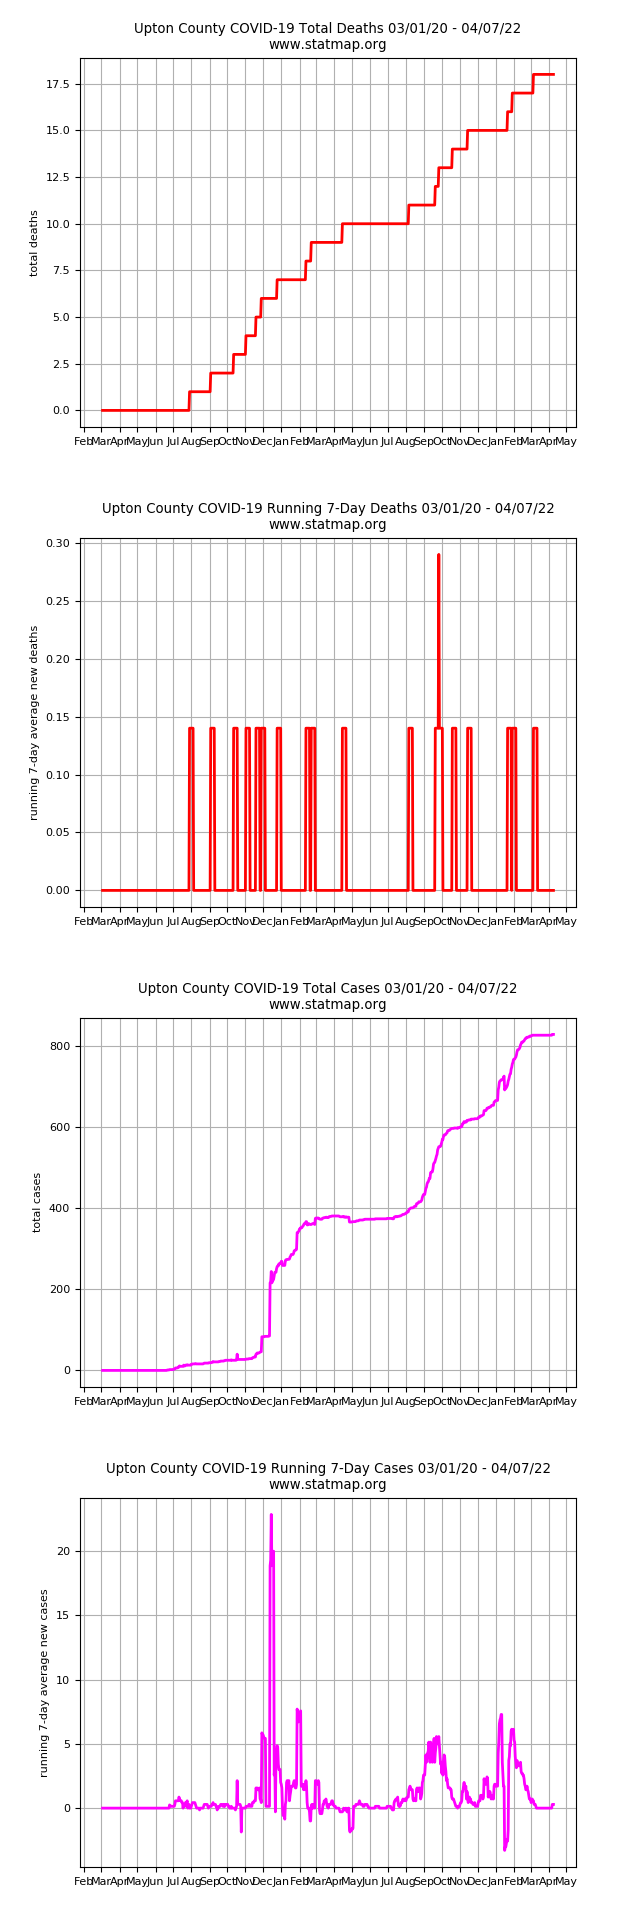 Upton County COVID-19 Total Deaths 03/01/20 - 04/07/22
www.statmap.org
17.5
15.0
12.5
10.0
7.5
5.0
2.5
0.0
total deaths
Feb Mar Apr May Jun Jul Aug Sep Oct Nov Dec Jan Feb Mar Apr May Jun Jul Aug Sep Oct Nov Dec Jan Feb Mar Apr May
Upton County COVID-19 Running 7-Day Deaths 03/01/20 - 04/07/22
www.statmap.org
0.30
0.25
0.20
0.15
0.10
0.05
0.00
running 7-day average new deaths
Feb Mar Apr May Jun Jul Aug Sep Oct Nov Dec Jan Feb Mar Apr May Jun Jul Aug Sep Oct Nov Dec Jan Feb Mar Apr May
Upton County COVID-19 Total Cases 03/01/20 - 04/07/22
www.statmap.org
800
600
400
200
0
total cases
Feb Mar Apr May Jun Jul Aug Sep Oct Nov Dec Jan Feb Mar Apr May Jun Jul Aug Sep Oct Nov Dec Jan Feb Mar Apr May
Upton County COVID-19 Running 7-Day Cases 03/01/20 - 04/07/22
www.statmap.org
20
15
10
5
0
running 7-day average new cases
Feb Mar Apr May Jun Jul Aug Sep Oct Nov Dec Jan Feb Mar Apr May Jun Jul Aug Sep Oct Nov Dec Jan Feb Mar Apr May